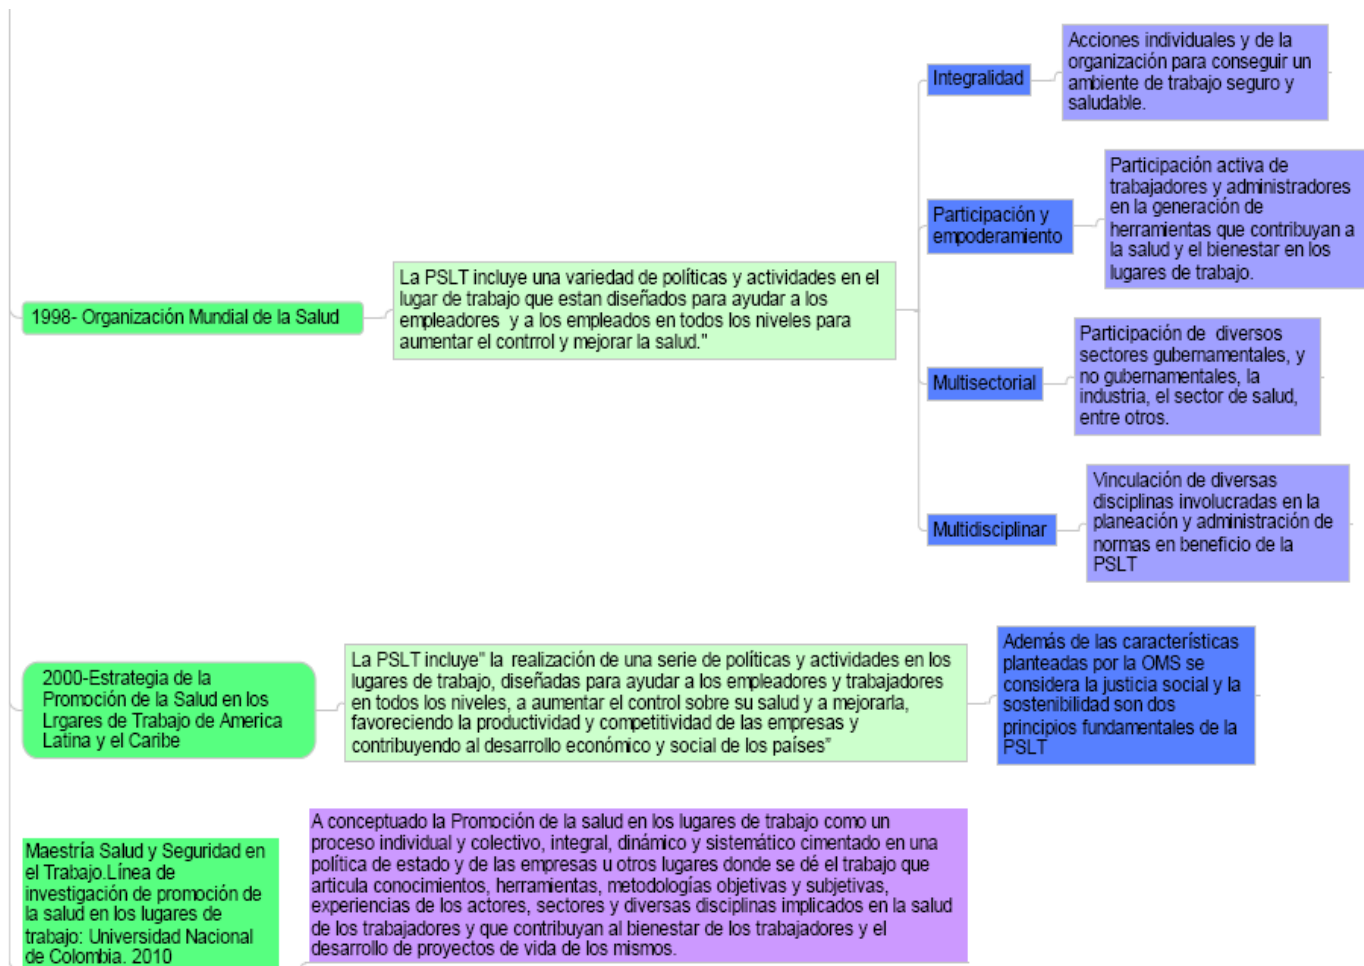 1998- Organización Mundial de la Salud
La PSLT incluye una variedad de políticas y actividades en el
lugar de trabajo que estan diseñados para ayudar a los
empleadores  y a los empleados en todos los niveles para
aumentar el contrrol y mejorar la salud."
Integralidad
Acciones individuales y de la
organización para conseguir un
ambiente de trabajo seguro y
saludable.
Participación y
empoderamiento
Participación activa de
trabajadores y administradores
en la generación de
herramientas que contribuyan a
la salud y el bienestar en los
lugares de trabajo.
Multisectorial
Participación de  diversos
sectores gubernamentales, y
no gubernamentales, la
industria, el sector de salud,
entre otros.
Multidisciplinar
Vinculación de diversas
disciplinas involucradas en la
planeación y administración de
normas en beneficio de la
PSLT
2000-Estrategia de la
Promoción de la Salud en los
Lrgares de Trabajo de America
Latina y el Caribe
La PSLT incluye" la  realización de una serie de políticas y actividades en los
lugares de trabajo, diseñadas para ayudar a los empleadores y trabajadores
en todos los niveles, a aumentar el control sobre su salud y a mejorarla,
favoreciendo la productividad y competitividad de las empresas y
contribuyendo al desarrollo económico y social de los países"
Además de las características
planteadas por la OMS se
considera la justicia social y la
sostenibilidad son dos
principios fundamentales de la
PSLT
Maestría Salud y Seguridad en
el Trabajo.Línea de
investigación de promoción de
la salud en los lugares de
trabajo: Universidad Nacional
de Colombia. 2010
A conceptuado la Promoción de la salud en los lugares de trabajo como un
proceso individual y colectivo, integral, dinámico y sistemático cimentado en una
política de estado y de las empresas u otros lugares donde se dé el trabajo que
articula conocimientos, herramientas, metodologías objetivas y subjetivas,
experiencias de los actores, sectores y diversas disciplinas implicados en la salud
de los trabajadores y que contribuyan al bienestar de los trabajadores y el
desarrollo de proyectos de vida de los mismos.